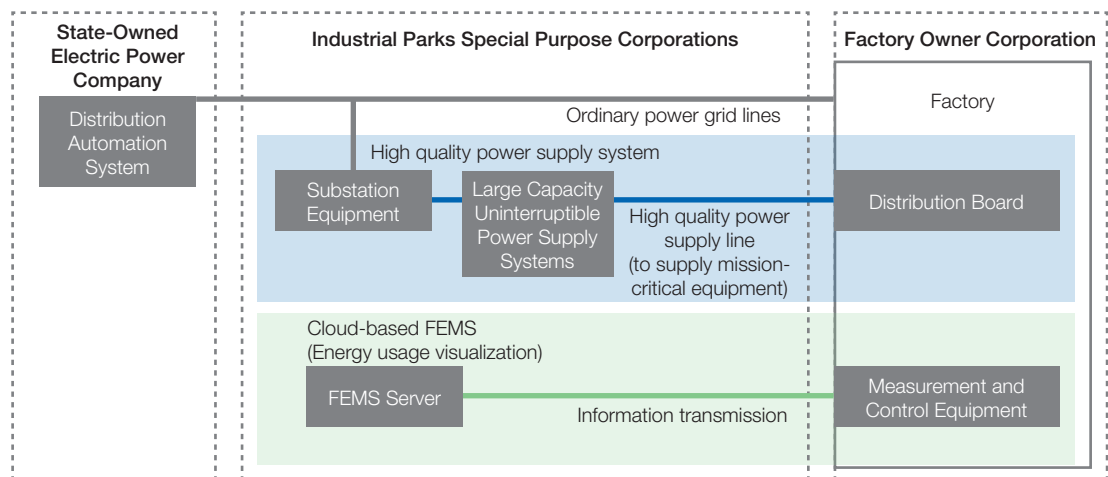 State-Owned
Electric Power
Company
Industrial Parks Special Purpose Corporations
Factory Owner Corporation
Distribution
Automation
System
Factory
Ordinary power grid lines
High quality power supply system
Substation
Equipment
Large Capacity
Uninterruptible
Power Supply
Systems
High quality power
supply line
(to supply mission-
critical equipment)
Distribution Board
Cloud-based FEMS
(Energy usage visualization)
FEMS Server
Information transmission
Measurement and
Control Equipment